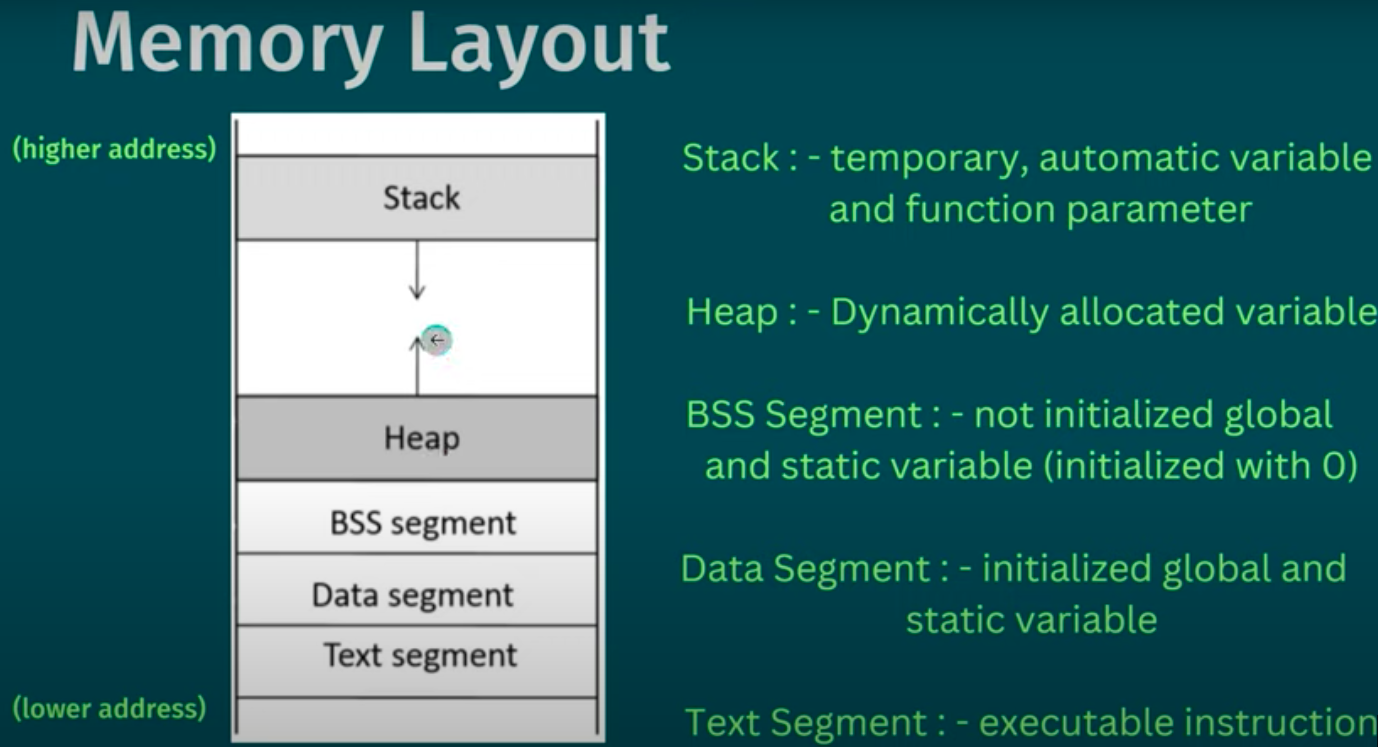 Memory Layout
(higher address)
Stack
Heap
BSS segment
Data segment
Text segment
(lower address)
Stack : - temporary, automatic variable
and function parameter
Heap : - Dynamically allocated variable
BSS Segment : - not initialized global
and static variable (initialized with 0)
Data Segment : - initialized global and
static variable
Text Segment : - executable instruction